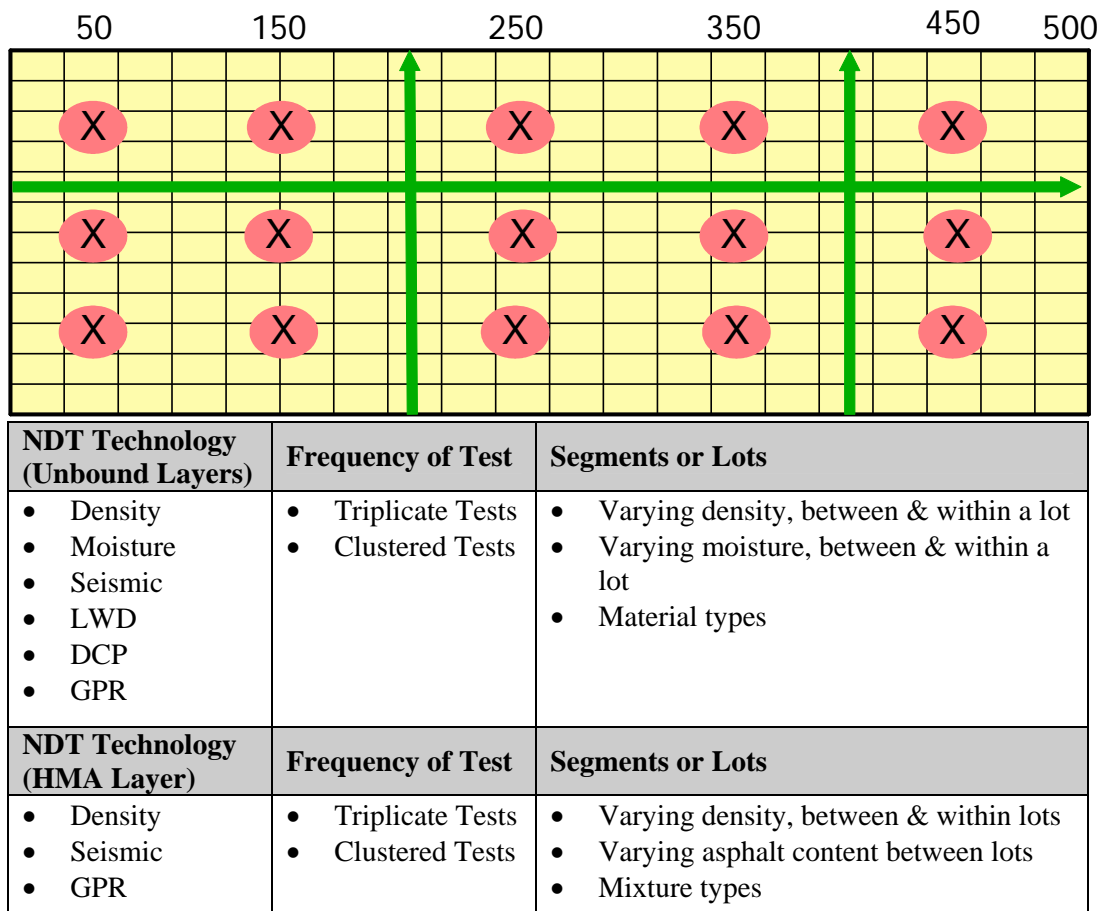 50 150 250 350 450 500
X X X X X
X X X X X
X X X X X
NDT Technology
(Unbound Layers)
Frequency of Test
Segments or Lots
• Density
• Moisture
• Seismic
• LWD
• DCP
• GPR
• Triplicate Tests
• Clustered Tests
• Varying density, between & within a lot
• Varying moisture, between & within a
lot
• Material types
NDT Technology
(HMA Layer)
Frequency of Test
Segments or Lots
• Density
• Seismic
• GPR
• Triplicate Tests
• Clustered Tests
• Varying density, between & within lots
• Varying asphalt content between lots
• Mixture types